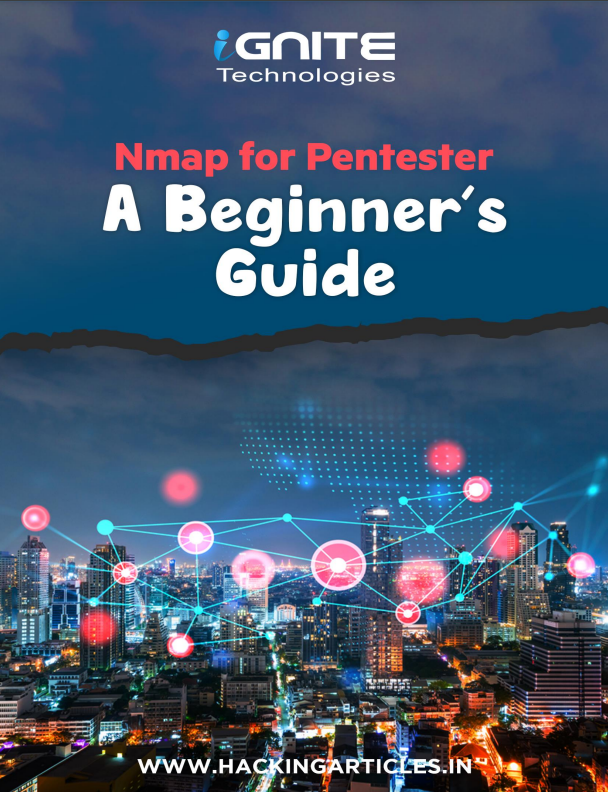 iGNITE
Technologies
Nmap for Pentester
A Beginner's
Guide
WWW.HACKINGARTICLES.IN